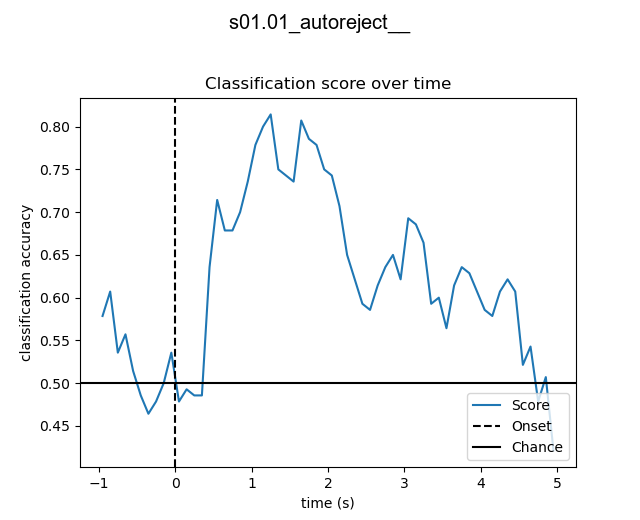 s01.01_autoreject__
Classification score over time
classification accuracy
0.80
0.75
0.70
0.65
0.60
0.55
0.50
0.45
Score
Onset
Chance
−1
0
1
2
3
4
5
time (s)